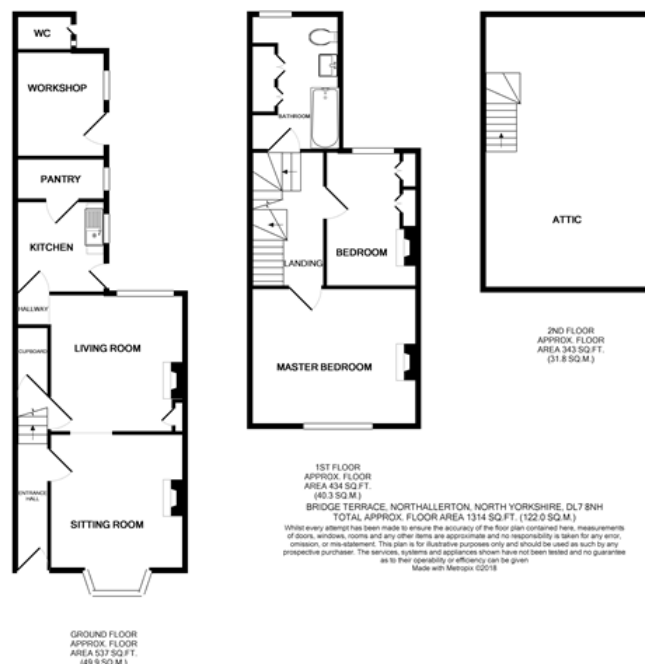 WC
WORKSHOP
PANTRY
KITCHEN
HALLWAY
CUPBOARD
LIVING ROOM
ENTRANCE
HALL
SITTING ROOM
GROUND FLOOR
APPROX. FLOOR
AREA 537 SQ.FT.
(49.9 SQ.M.)
BATHROOM
LANDING
BEDROOM
MASTER BEDROOM
1ST FLOOR
APPROX. FLOOR
AREA 434 SQ.FT.
(40.3 SQ.M.)
ATTIC
2ND FLOOR
APPROX. FLOOR
AREA 343 SQ.FT.
(31.8 SQ.M.)
BRIDGE TERRACE, NORTHALLERTON, NORTH YORKSHIRE, DL7 8NH
TOTAL APPROX. FLOOR AREA 1314 SQ.FT. (122.0 SQ.M.)
Whilst every attempt has been made to ensure the accuracy of the floor plan contained here, measurements
of doors, windows, rooms and any other items are approximate and no responsibility is taken for any error,
omission, or mis-statement. This plan is for illustrative purposes only and should be used as such by any
prospective purchaser. The services, systems and appliances shown have not been tested and no guarantee
as to their operability or efficiency can be given
Made with Metropix ©2018